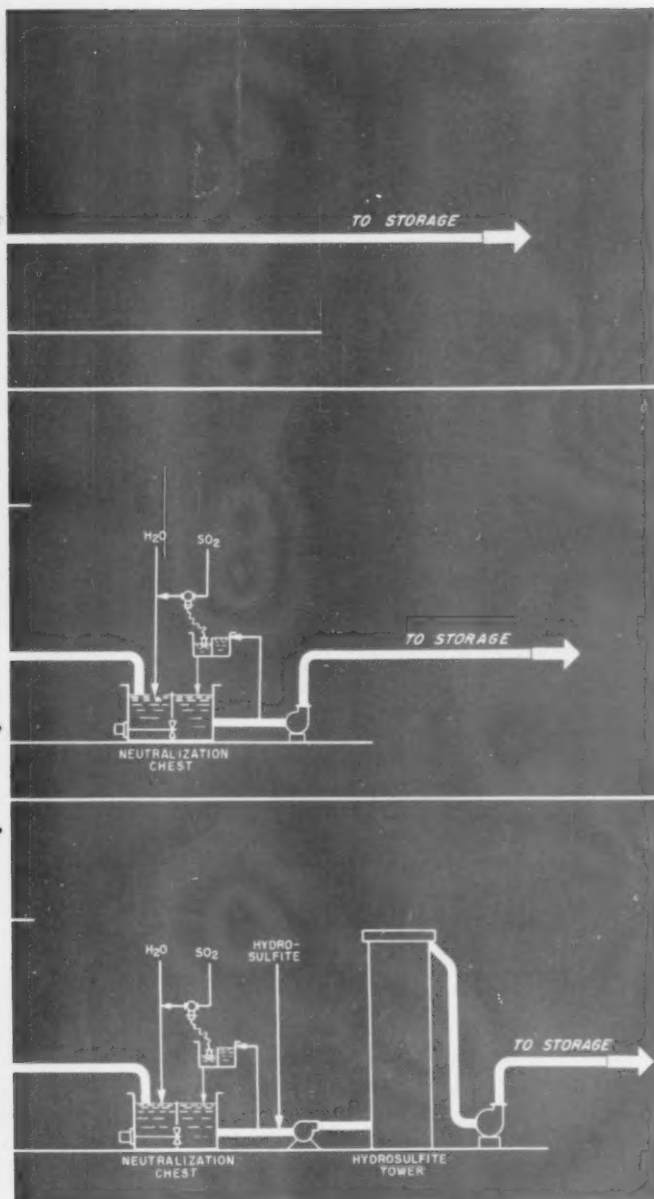 TO STORAGE
H2O SO2
TO STORAGE
NEUTRALIZATION
CHEST
H2O SO2 HYDRO-
SULFITE
TO STORAGE
NEUTRALIZATION
CHEST
HYDROSULFITE
TOWER